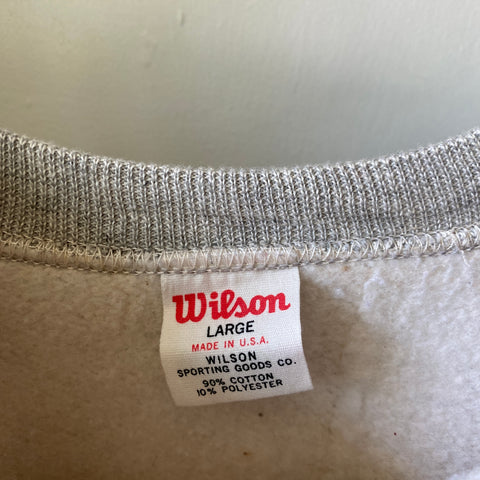 Wilson
LARGE
MADE IN U.S.A.
WILSON
SPORTING GOODS CO.
90% COTTON
10% POLYESTER